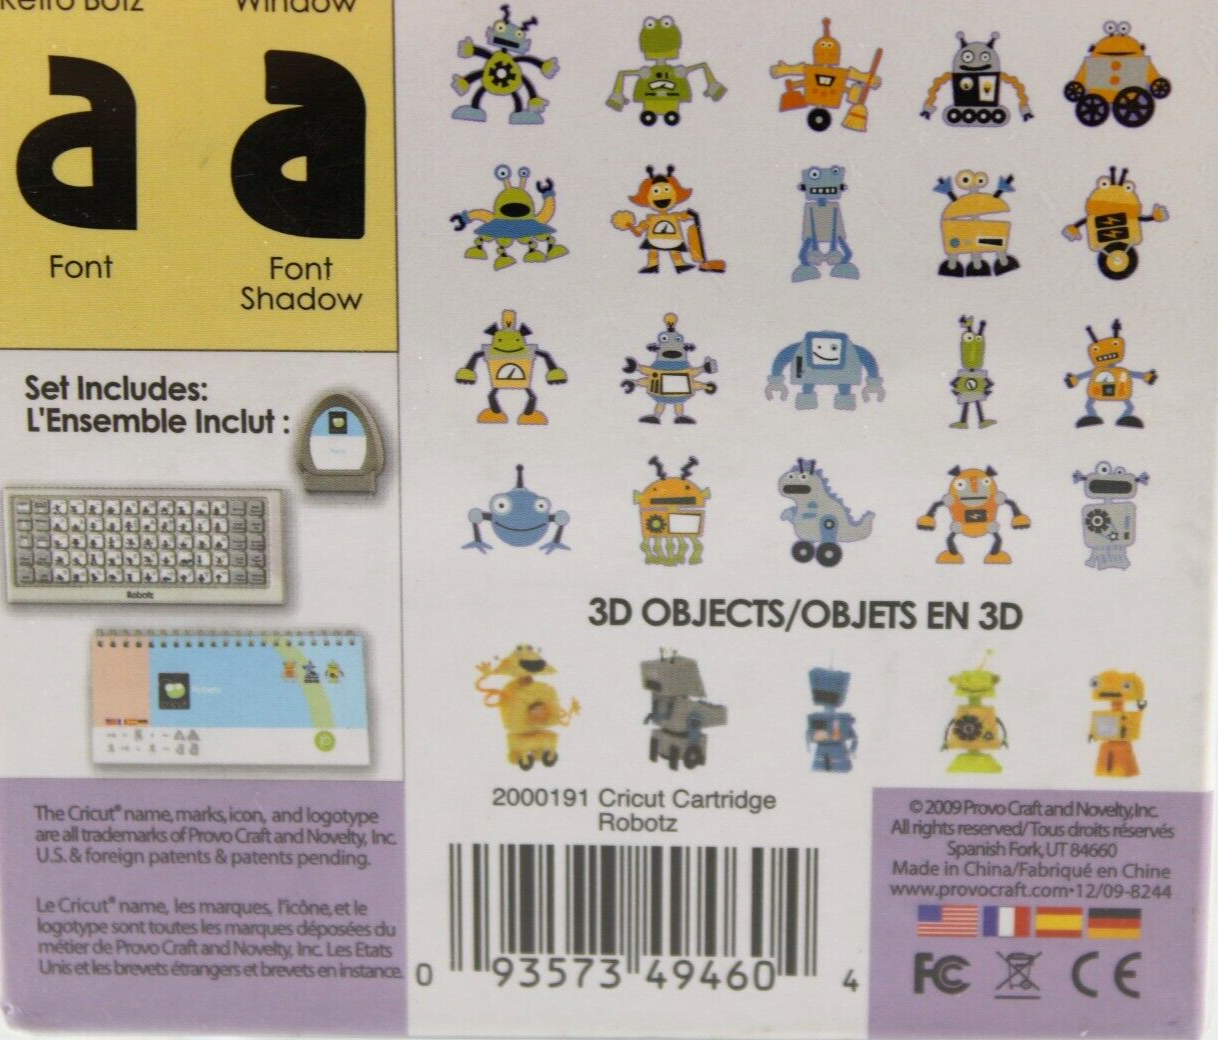 Retro Botz
Window
a a
Font
Font
Shadow
Set Includes:
L'Ensemble Inclut :
Robotz
Robotz
3D OBJECTS/OBJETS EN 3D
2000191 Cricut Cartridge
Robotz
0 93573 49460 4
The Cricut® name, marks, icon, and logotype
are all trademarks of Provo Craft and Novelty, Inc.
U.S. & foreign patents & patents pending.
Le Cricut® name, les marques, l'icône, et le
logotype sont toutes les marques déposées du
métier de Provo Craft and Novelty, Inc. Les Etats
Unis et les brevets étrangers et brevets en instance.
© 2009 Provo Craft and Novelty, Inc.
All rights reserved/Tous droits réservés
Spanish Fork, UT 84660
Made in China/Fabriqué en Chine
www.provocraft.com•12/09-8244
FC CE